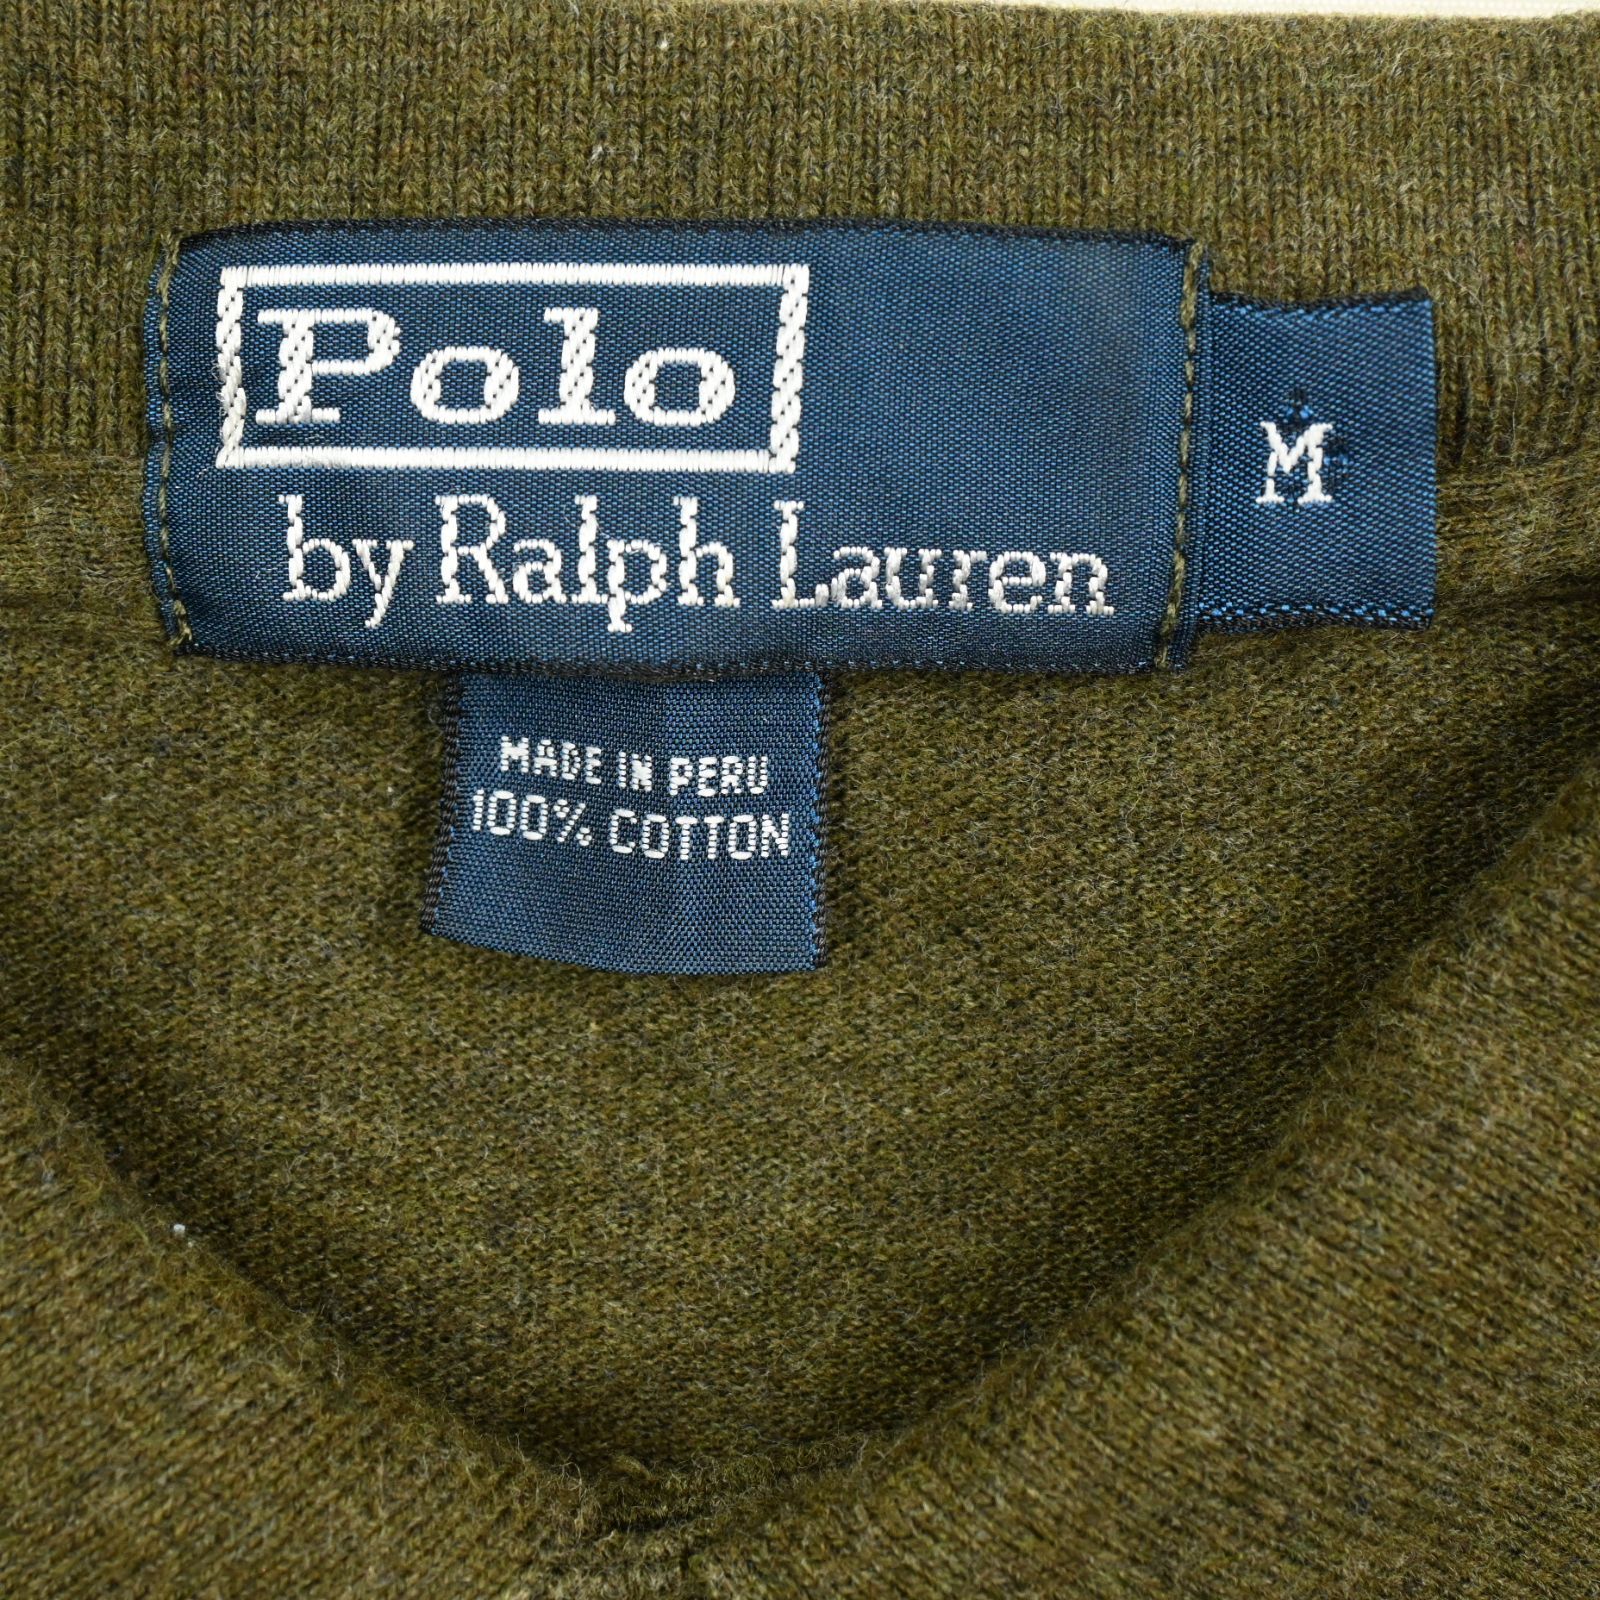 Polo
by Ralph Lauren
M
MADE IN PERU
100% COTTON